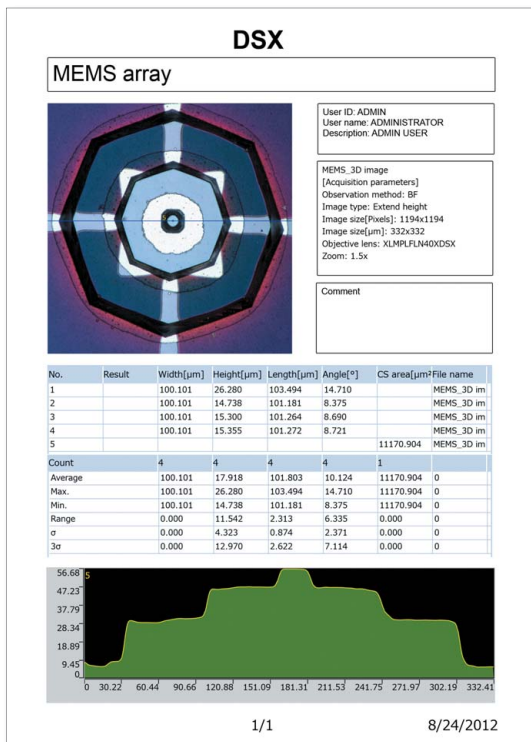 DSX
MEMS array
User ID: ADMIN
User name: ADMINISTRATOR
Description: ADMIN USER
MEMS_3D image
[Acquisition parameters]
Observation method: BF
Image type: Extend height
Image size[Pixels]: 1194x1194
Image size[µm]: 332x332
Objective lens: XLMPLFLN40XDSX
Zoom: 1.5x
Comment
No. Result Width[µm] Height[µm] Length[µm] Angle[°] CS area[µm² File name
1 100.101 26.280 103.494 14.710 MEMS_3D im
2 100.101 14.738 101.181 8.375 MEMS_3D im
3 100.101 15.300 101.264 8.690 MEMS_3D im
4 100.101 15.355 101.272 8.721 MEMS_3D im
5 11170.904 MEMS_3D im
Count 4 4 4 4 1
Average 100.101 17.918 101.803 10.124 11170.904 0
Max. 100.101 26.280 103.494 14.710 11170.904 0
Min. 100.101 14.738 101.181 8.375 11170.904 0
Range 0.000 11.542 2.313 6.335 0.000 0
σ 0.000 4.323 0.874 2.371 0.000 0
3σ 0.000 12.970 2.622 7.114 0.000 0
56.68 5
47.23
37.79
28.34
18.89
9.45
0
0 30.22 60.44 90.66 120.88 151.09 181.31 211.53 241.75 271.97 302.19 332.41
1/1 8/24/2012